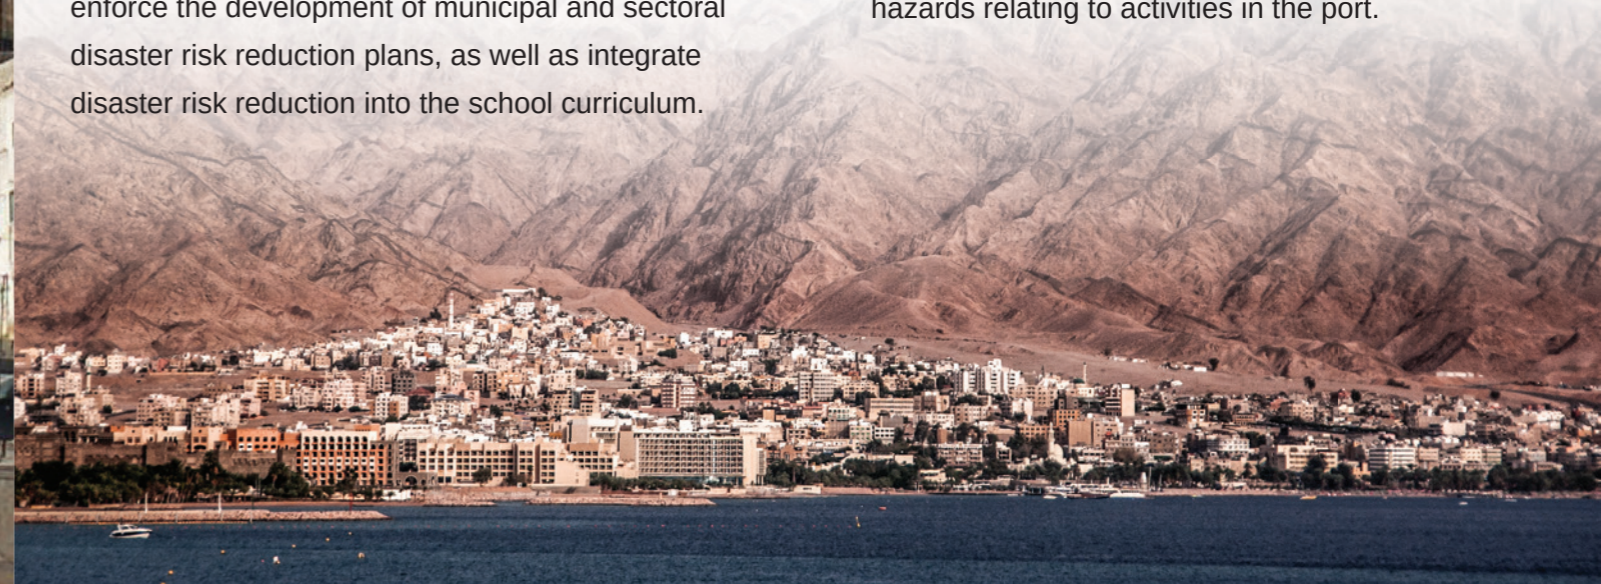 enforce the development of municipal and sectoral
disaster risk reduction plans, as well as integrate
disaster risk reduction into the school curriculum.
hazards relating to activities in the port.